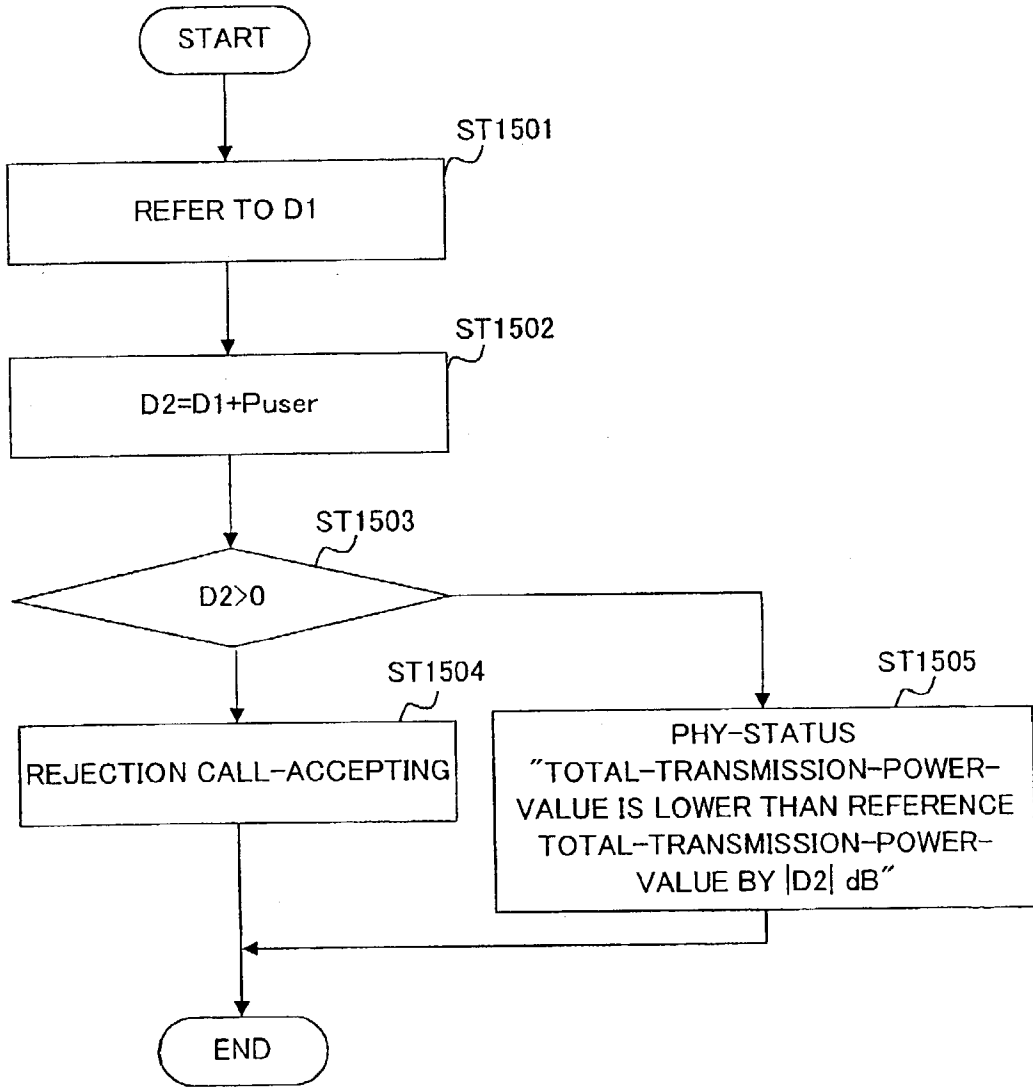 START
ST1501
REFER TO D1
ST1502
D2=D1+Puser
ST1503
D2>0
ST1504
REJECTION CALL-ACCEPTING
ST1505
PHY-STATUS
"TOTAL-TRANSMISSION-POWER-
VALUE IS LOWER THAN REFERENCE
TOTAL-TRANSMISSION-POWER-
VALUE BY |D2| dB"
END